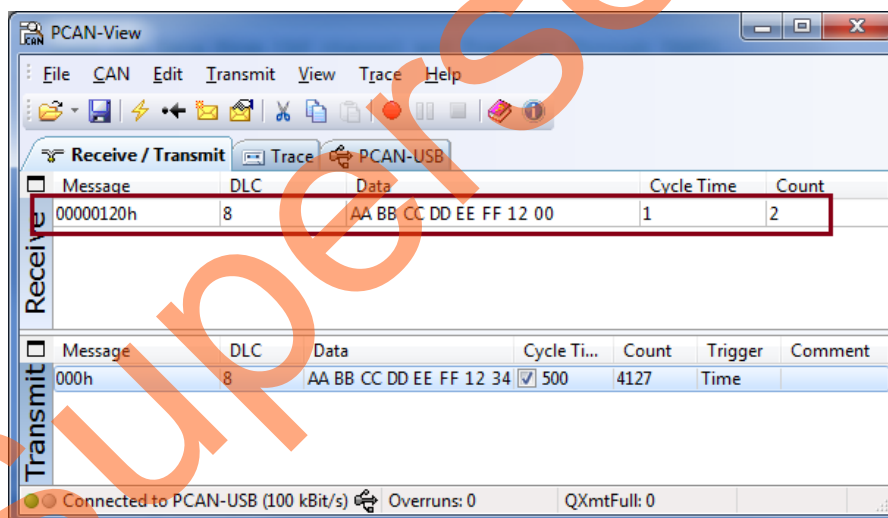 PCAN-View
File CAN Edit Transmit View Trace Help
Receive / Transmit Trace PCAN-USB
Message DLC Data Cycle Time Count
00000120h 8 AA BB CC DD EE FF 12 00 1 2
Receive
Message DLC Data Cycle Ti... Count Trigger Comment
000h 8 AA BB CC DD EE FF 12 34 500 4127 Time
Transmit
Connected to PCAN-USB (100 kBit/s) Overruns: 0 QXmtFull: 0
Superse